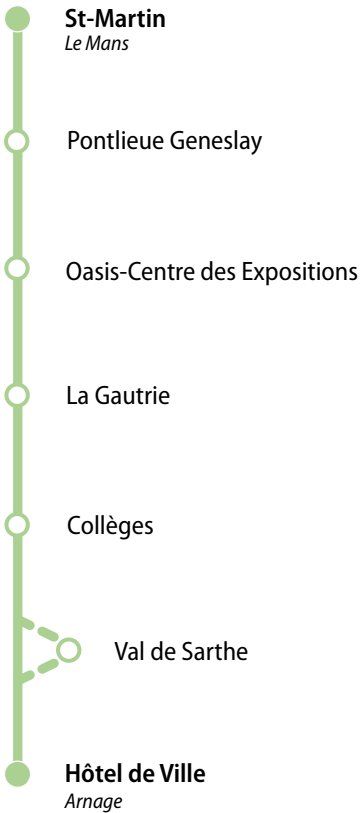 St-Martin
Le Mans
Pontlieue Geneslay
Oasis-Centre des Expositions
La Gautrie
Collèges
Val de Sarthe
Hôtel de Ville
Arnage